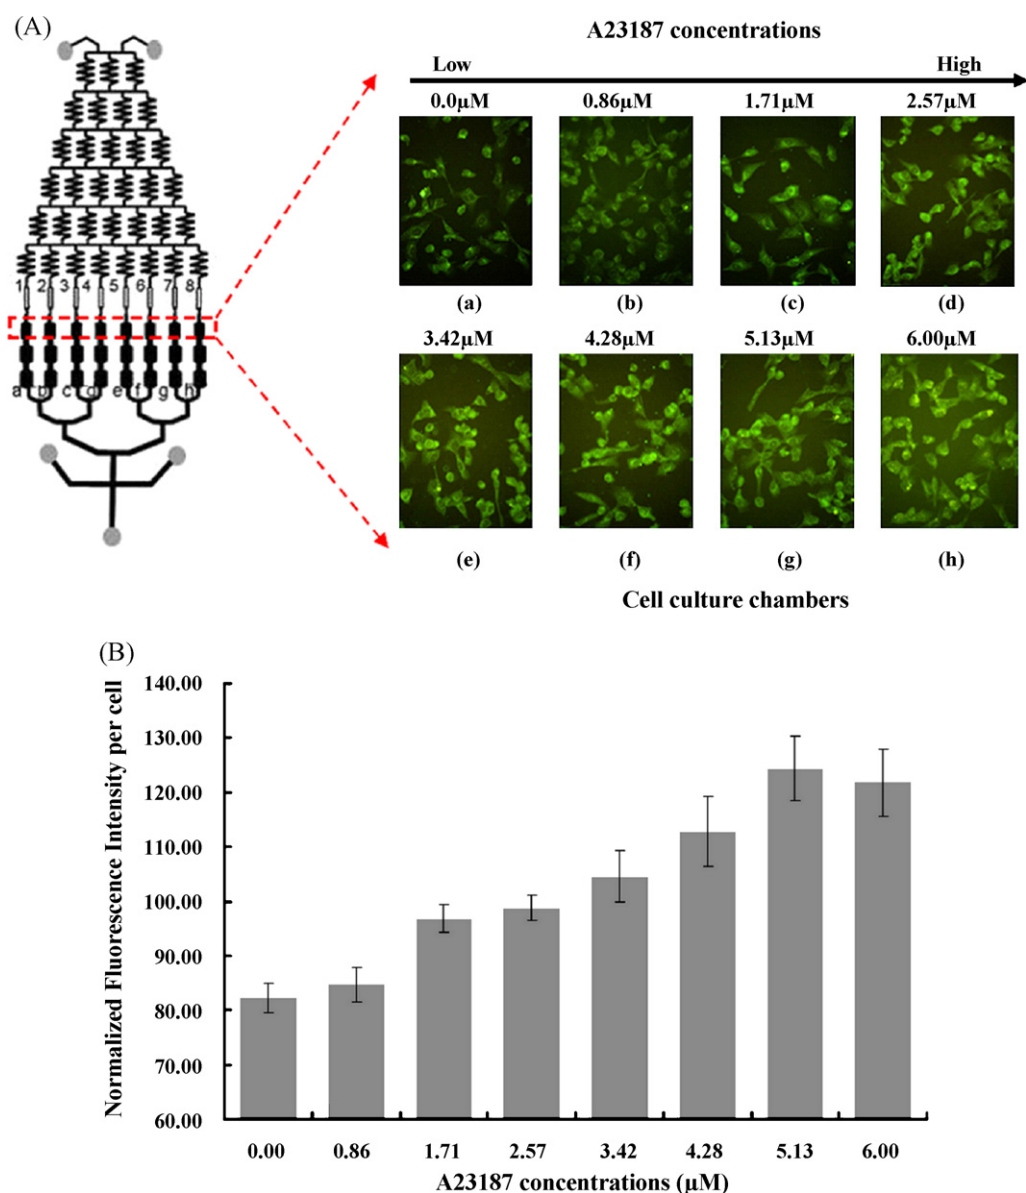 (A)
A23187 concentrations
Low High
0.0µM 0.86µM 1.71µM 2.57µM
(a) (b) (c) (d)
1 2 3 4 5 6 7 8
3.42µM 4.28µM 5.13µM 6.00µM
a b c d e f g h
(e) (f) (g) (h)
Cell culture chambers
(B)
Normalized Fluorescence Intensity per cell
140.00
130.00
120.00
110.00
100.00
90.00
80.00
70.00
60.00
0.00 0.86 1.71 2.57 3.42 4.28 5.13 6.00
A23187 concentrations (µM)